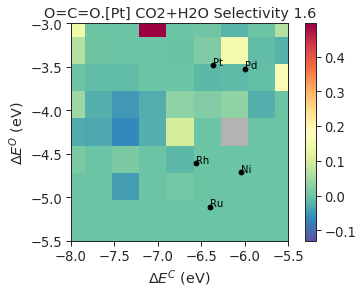 O=C=O.[Pt] CO2+H2O Selectivity 1.6
−3.0
−3.5
−4.0
−4.5
−5.0
−5.5
ΔE^O (eV)
Pt
Pd
Rh
Ni
Ru
−8.0 −7.5 −7.0 −6.5 −6.0 −5.5
ΔE^C (eV)
0.4
0.3
0.2
0.1
0.0
−0.1